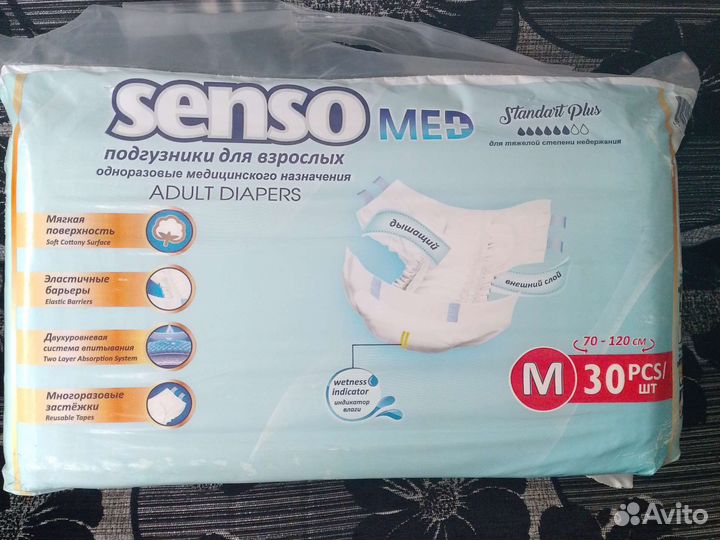 senso MED
Standart Plus
для тяжелой степени недержания
подгузники для взрослых
одноразовые медицинского назначения
ADULT DIAPERS
Мягкая
поверхность
Soft Cottony Surface
Эластичные
барьеры
Elastic Barriers
Двухуровневая
система впитывания
Two Layer Absorption System
Многоразовые
застёжки
Reusable Tapes
дышащий
внешний слой
wetness
indicator
индикатор
влаги
70 - 120 см
M 30 PCS/
шт
Avito